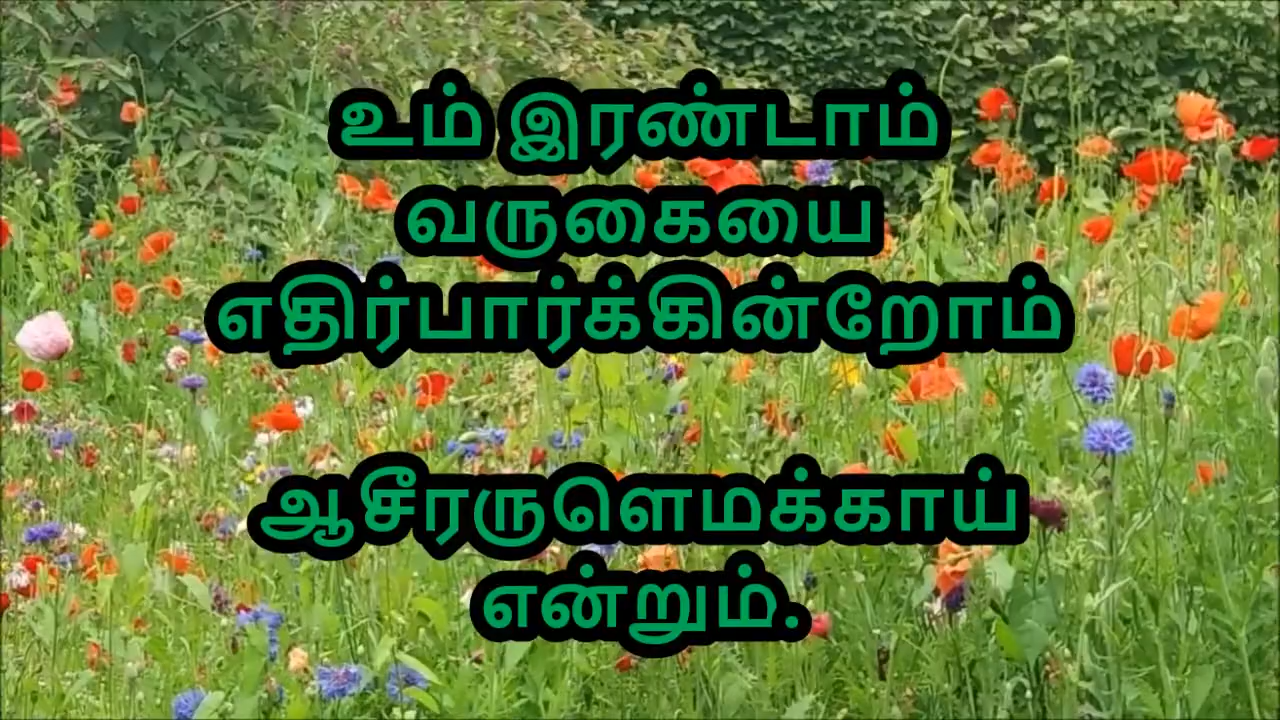 உம் இரண்டாம்
வருகையை
எதிர்பார்க்கின்றோம்
ஆசீரருளெமக்காய்
என்றும்.